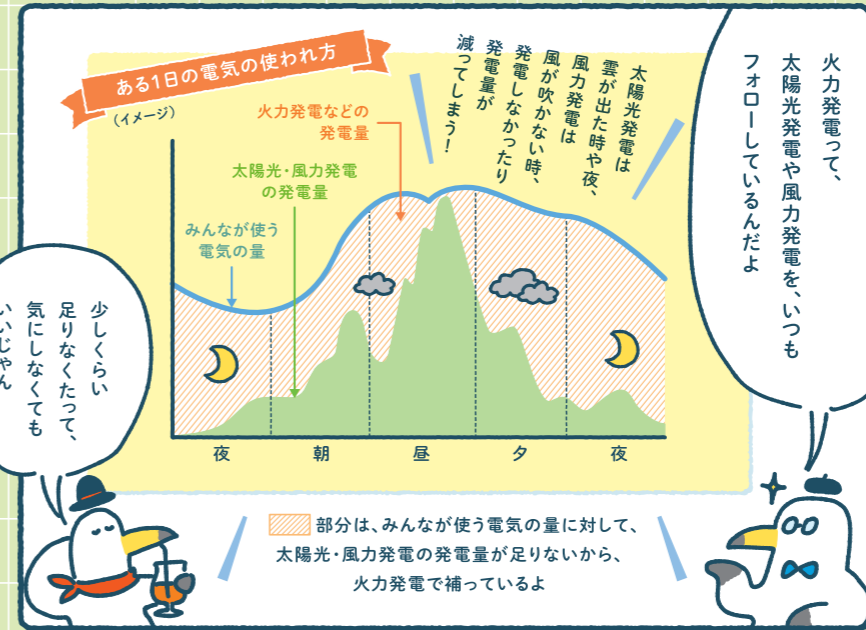 火力発電って、
太陽光発電や風力発電を、いつも
フォローしているんだよ
ある1日の電気の使われ方
(イメージ)
太陽光発電は
雲が出た時や夜、
風力発電は
風が吹かない時、
発電しなかったり
発電量が
減ってしまう!
火力発電などの
発電量
太陽光・風力発電
の発電量
みんなが使う
電気の量
夜 朝 昼 夕 夜
少しくらい
足りなくたって、
気にしなくても
いいじゃん
部分は、みんなが使う電気の量に対して、
太陽光・風力発電の発電量が足りないから、
火力発電で補っているよ